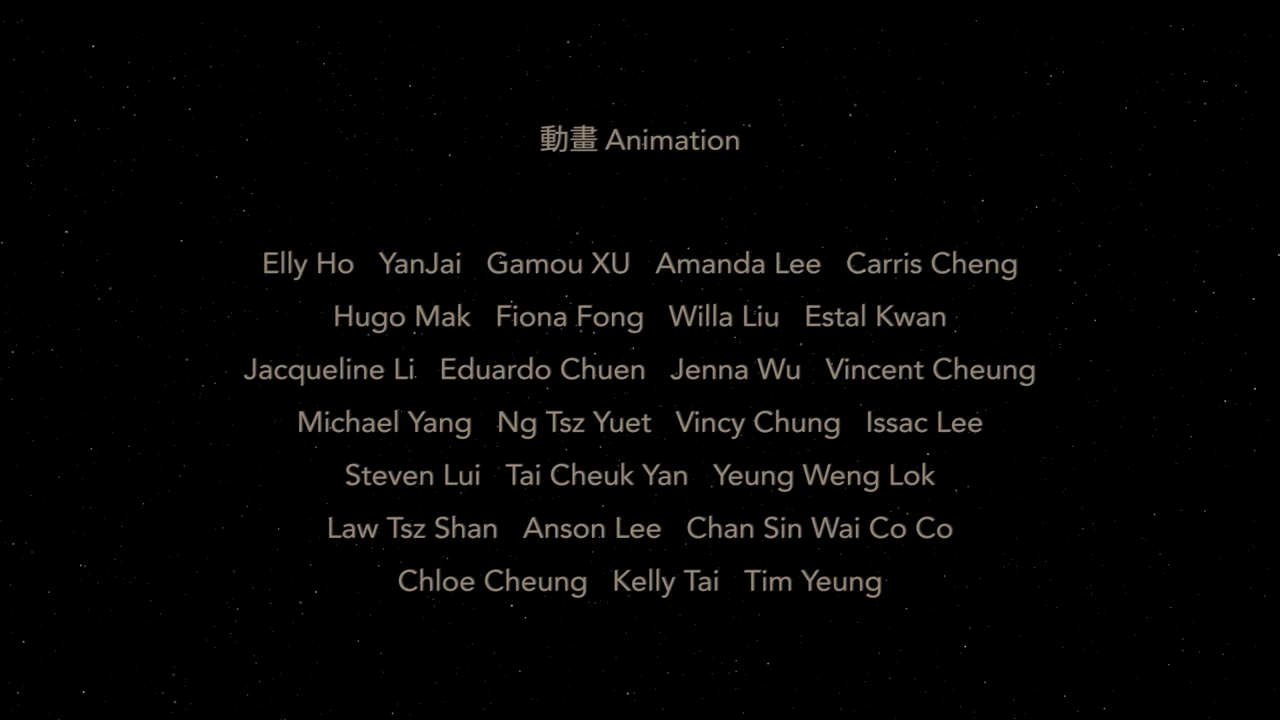 動畫 Animation
Elly Ho YanJai Gamou XU Amanda Lee Carris Cheng
Hugo Mak Fiona Fong Willa Liu Estal Kwan
Jacqueline Li Eduardo Chuen Jenna Wu Vincent Cheung
Michael Yang Ng Tsz Yuet Vincy Chung Issac Lee
Steven Lui Tai Cheuk Yan Yeung Weng Lok
Law Tsz Shan Anson Lee Chan Sin Wai Co Co
Chloe Cheung Kelly Tai Tim Yeung